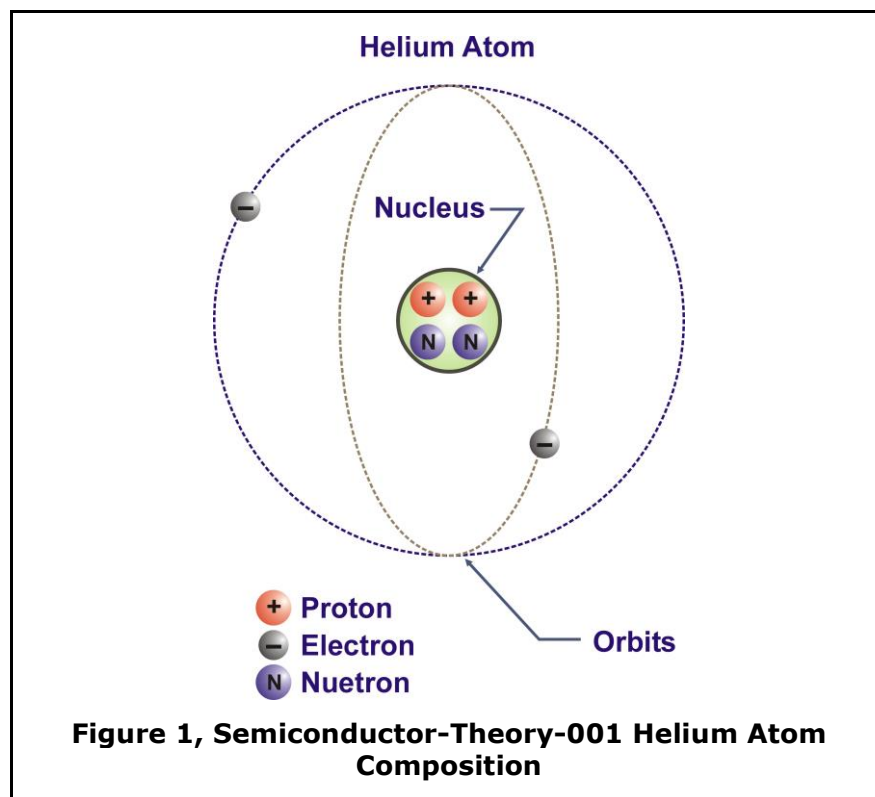 Helium Atom
−
Nucleus
+ +
N N
−
+ Proton
− Electron
N Nuetron
Orbits
Figure 1, Semiconductor-Theory-001 Helium Atom
Composition